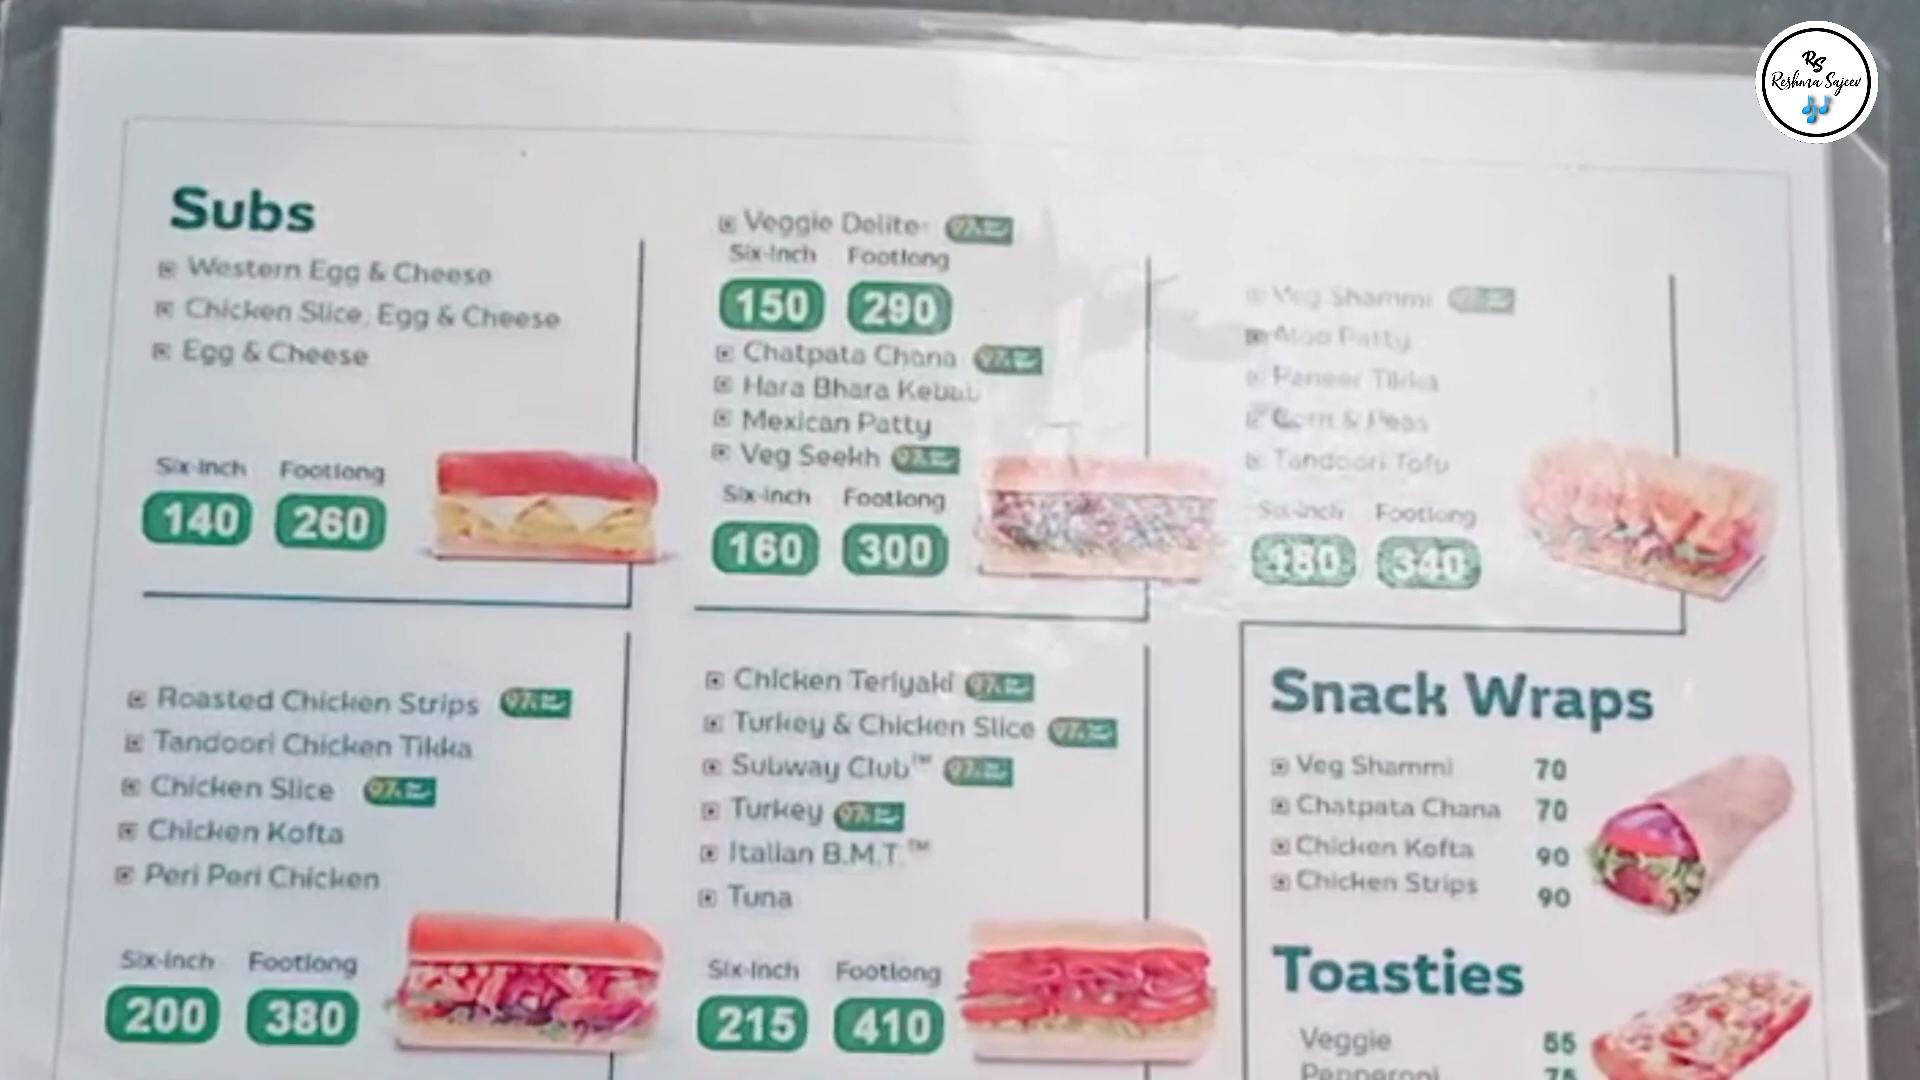 RS
Reshma Sajeev
Subs
Western Egg & Cheese
Chicken Slice, Egg & Cheese
Egg & Cheese
Six-Inch Footlong
140 260
Veggie Delite
Six-Inch Footlong
150 290
Chatpata Chana
Hara Bhara Kebab
Mexican Patty
Veg Seekh
Six-Inch Footlong
160 300
Veg Shammi
Aloo Patty
Paneer Tikka
Corn & Peas
Tandoori Tofu
Six-Inch Footlong
180 340
Roasted Chicken Strips
Tandoori Chicken Tikka
Chicken Slice
Chicken Kofta
Peri Peri Chicken
Six-Inch Footlong
200 380
Chicken Teriyaki
Turkey & Chicken Slice
Subway Club™
Turkey
Italian B.M.T.™
Tuna
Six-Inch Footlong
215 410
Snack Wraps
Veg Shammi 70
Chatpata Chana 70
Chicken Kofta 90
Chicken Strips 90
Toasties
Veggie 55
Pepperoni 75